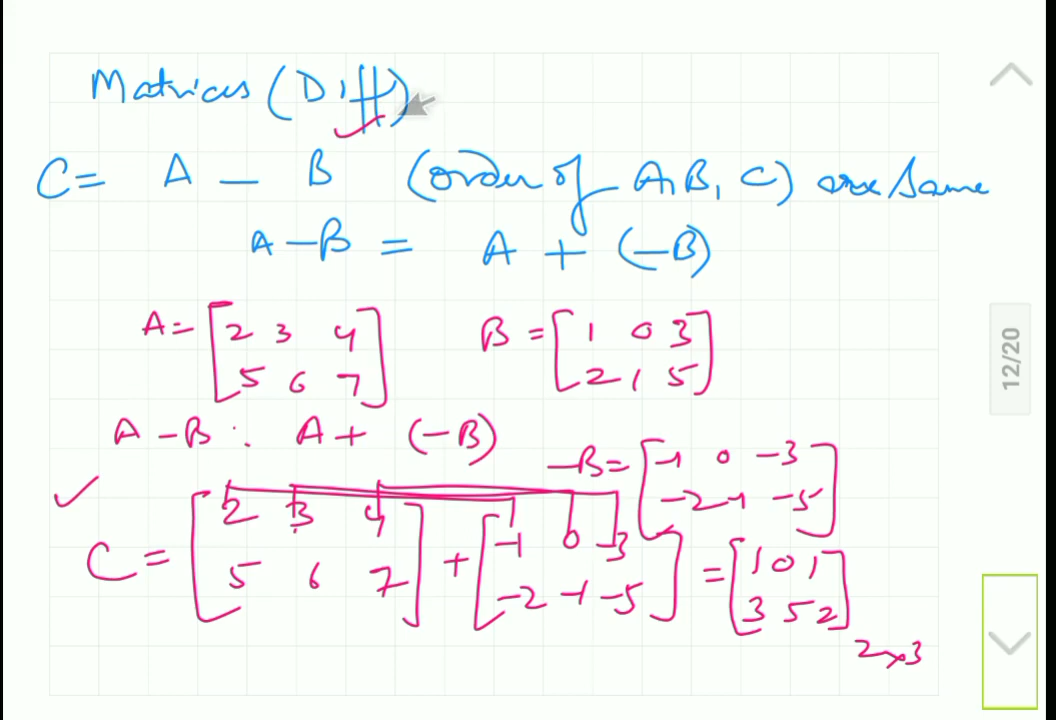 Matrices (Diff)
C = A - B (order of A, B, C) are same
A - B = A + (-B)
A = [2 3 4 B = [1 0 3]
5 6 7] 2 1 5]
A - B : A + (-B)
-B = [-1 0 -3
-2 -1 -5]
✓ C = [2 3 4 + [-1 0 -3 = [1 0 1
5 6 7] -2 -1 -5] 3 5 2]
2×3
12/20